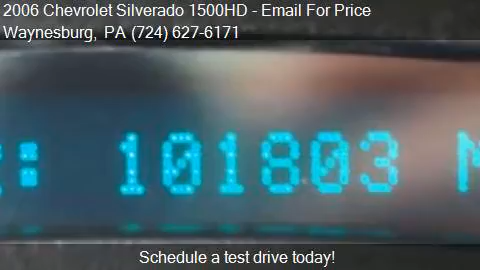 2006 Chevrolet Silverado 1500HD - Email For Price
Waynesburg, PA (724) 627-6171
: 101803 M
Schedule a test drive today!